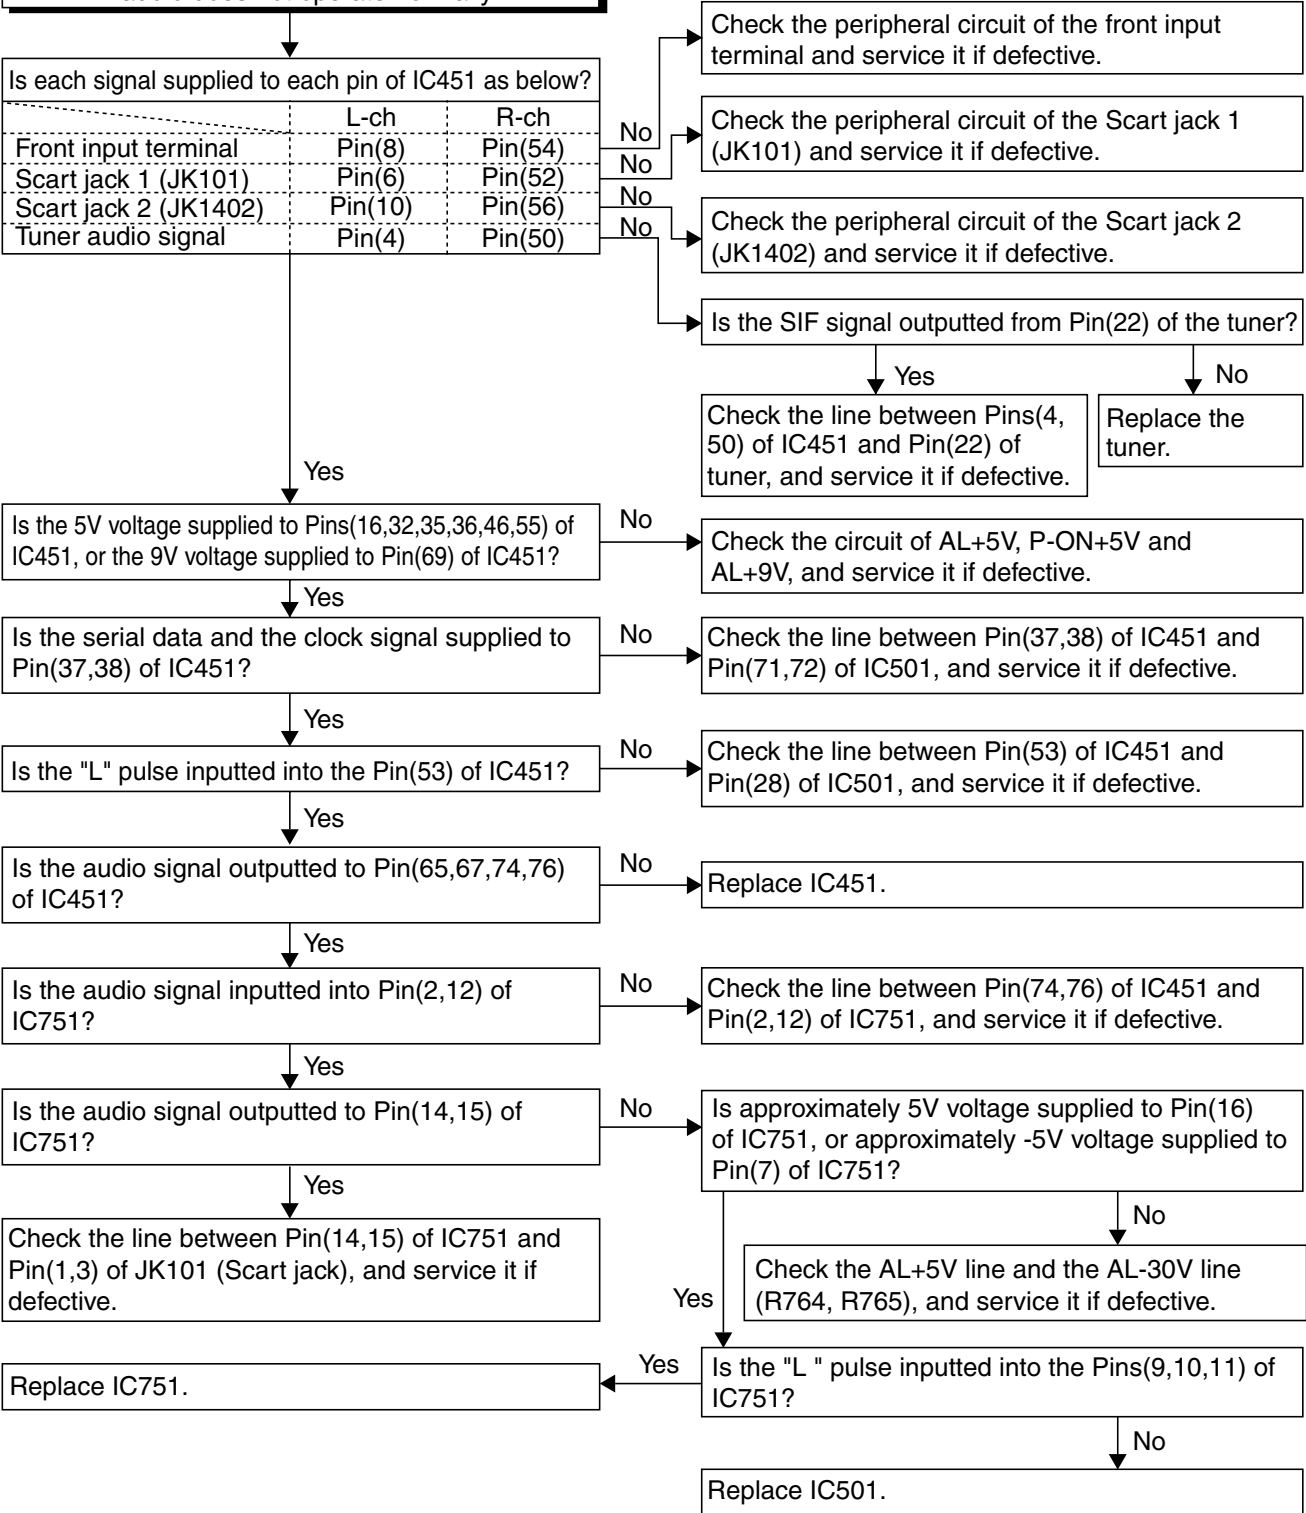 Is each signal supplied to each pin of IC451 as below?
L-ch R-ch
Front input terminal Pin(8) Pin(54)
Scart jack 1 (JK101) Pin(6) Pin(52)
Scart jack 2 (JK1402) Pin(10) Pin(56)
Tuner audio signal Pin(4) Pin(50)
No
No
No
No
Check the peripheral circuit of the front input
terminal and service it if defective.
Check the peripheral circuit of the Scart jack 1
(JK101) and service it if defective.
Check the peripheral circuit of the Scart jack 2
(JK1402) and service it if defective.
Is the SIF signal outputted from Pin(22) of the tuner?
Yes
No
Check the line between Pins(4,
50) of IC451 and Pin(22) of
tuner, and service it if defective.
Replace the
tuner.
Yes
Is the 5V voltage supplied to Pins(16,32,35,36,46,55) of
IC451, or the 9V voltage supplied to Pin(69) of IC451?
No
Check the circuit of AL+5V, P-ON+5V and
AL+9V, and service it if defective.
Yes
Is the serial data and the clock signal supplied to
Pin(37,38) of IC451?
No
Check the line between Pin(37,38) of IC451 and
Pin(71,72) of IC501, and service it if defective.
Yes
Is the "L" pulse inputted into the Pin(53) of IC451?
No
Check the line between Pin(53) of IC451 and
Pin(28) of IC501, and service it if defective.
Yes
Is the audio signal outputted to Pin(65,67,74,76)
of IC451?
No
Replace IC451.
Yes
Is the audio signal inputted into Pin(2,12) of
IC751?
No
Check the line between Pin(74,76) of IC451 and
Pin(2,12) of IC751, and service it if defective.
Yes
Is the audio signal outputted to Pin(14,15) of
IC751?
No
Is approximately 5V voltage supplied to Pin(16)
of IC751, or approximately -5V voltage supplied to
Pin(7) of IC751?
Yes
Check the line between Pin(14,15) of IC751 and
Pin(1,3) of JK101 (Scart jack), and service it if
defective.
No
Check the AL+5V line and the AL-30V line
(R764, R765), and service it if defective.
Yes
Is the "L " pulse inputted into the Pins(9,10,11) of
IC751?
Yes
Replace IC751.
No
Replace IC501.